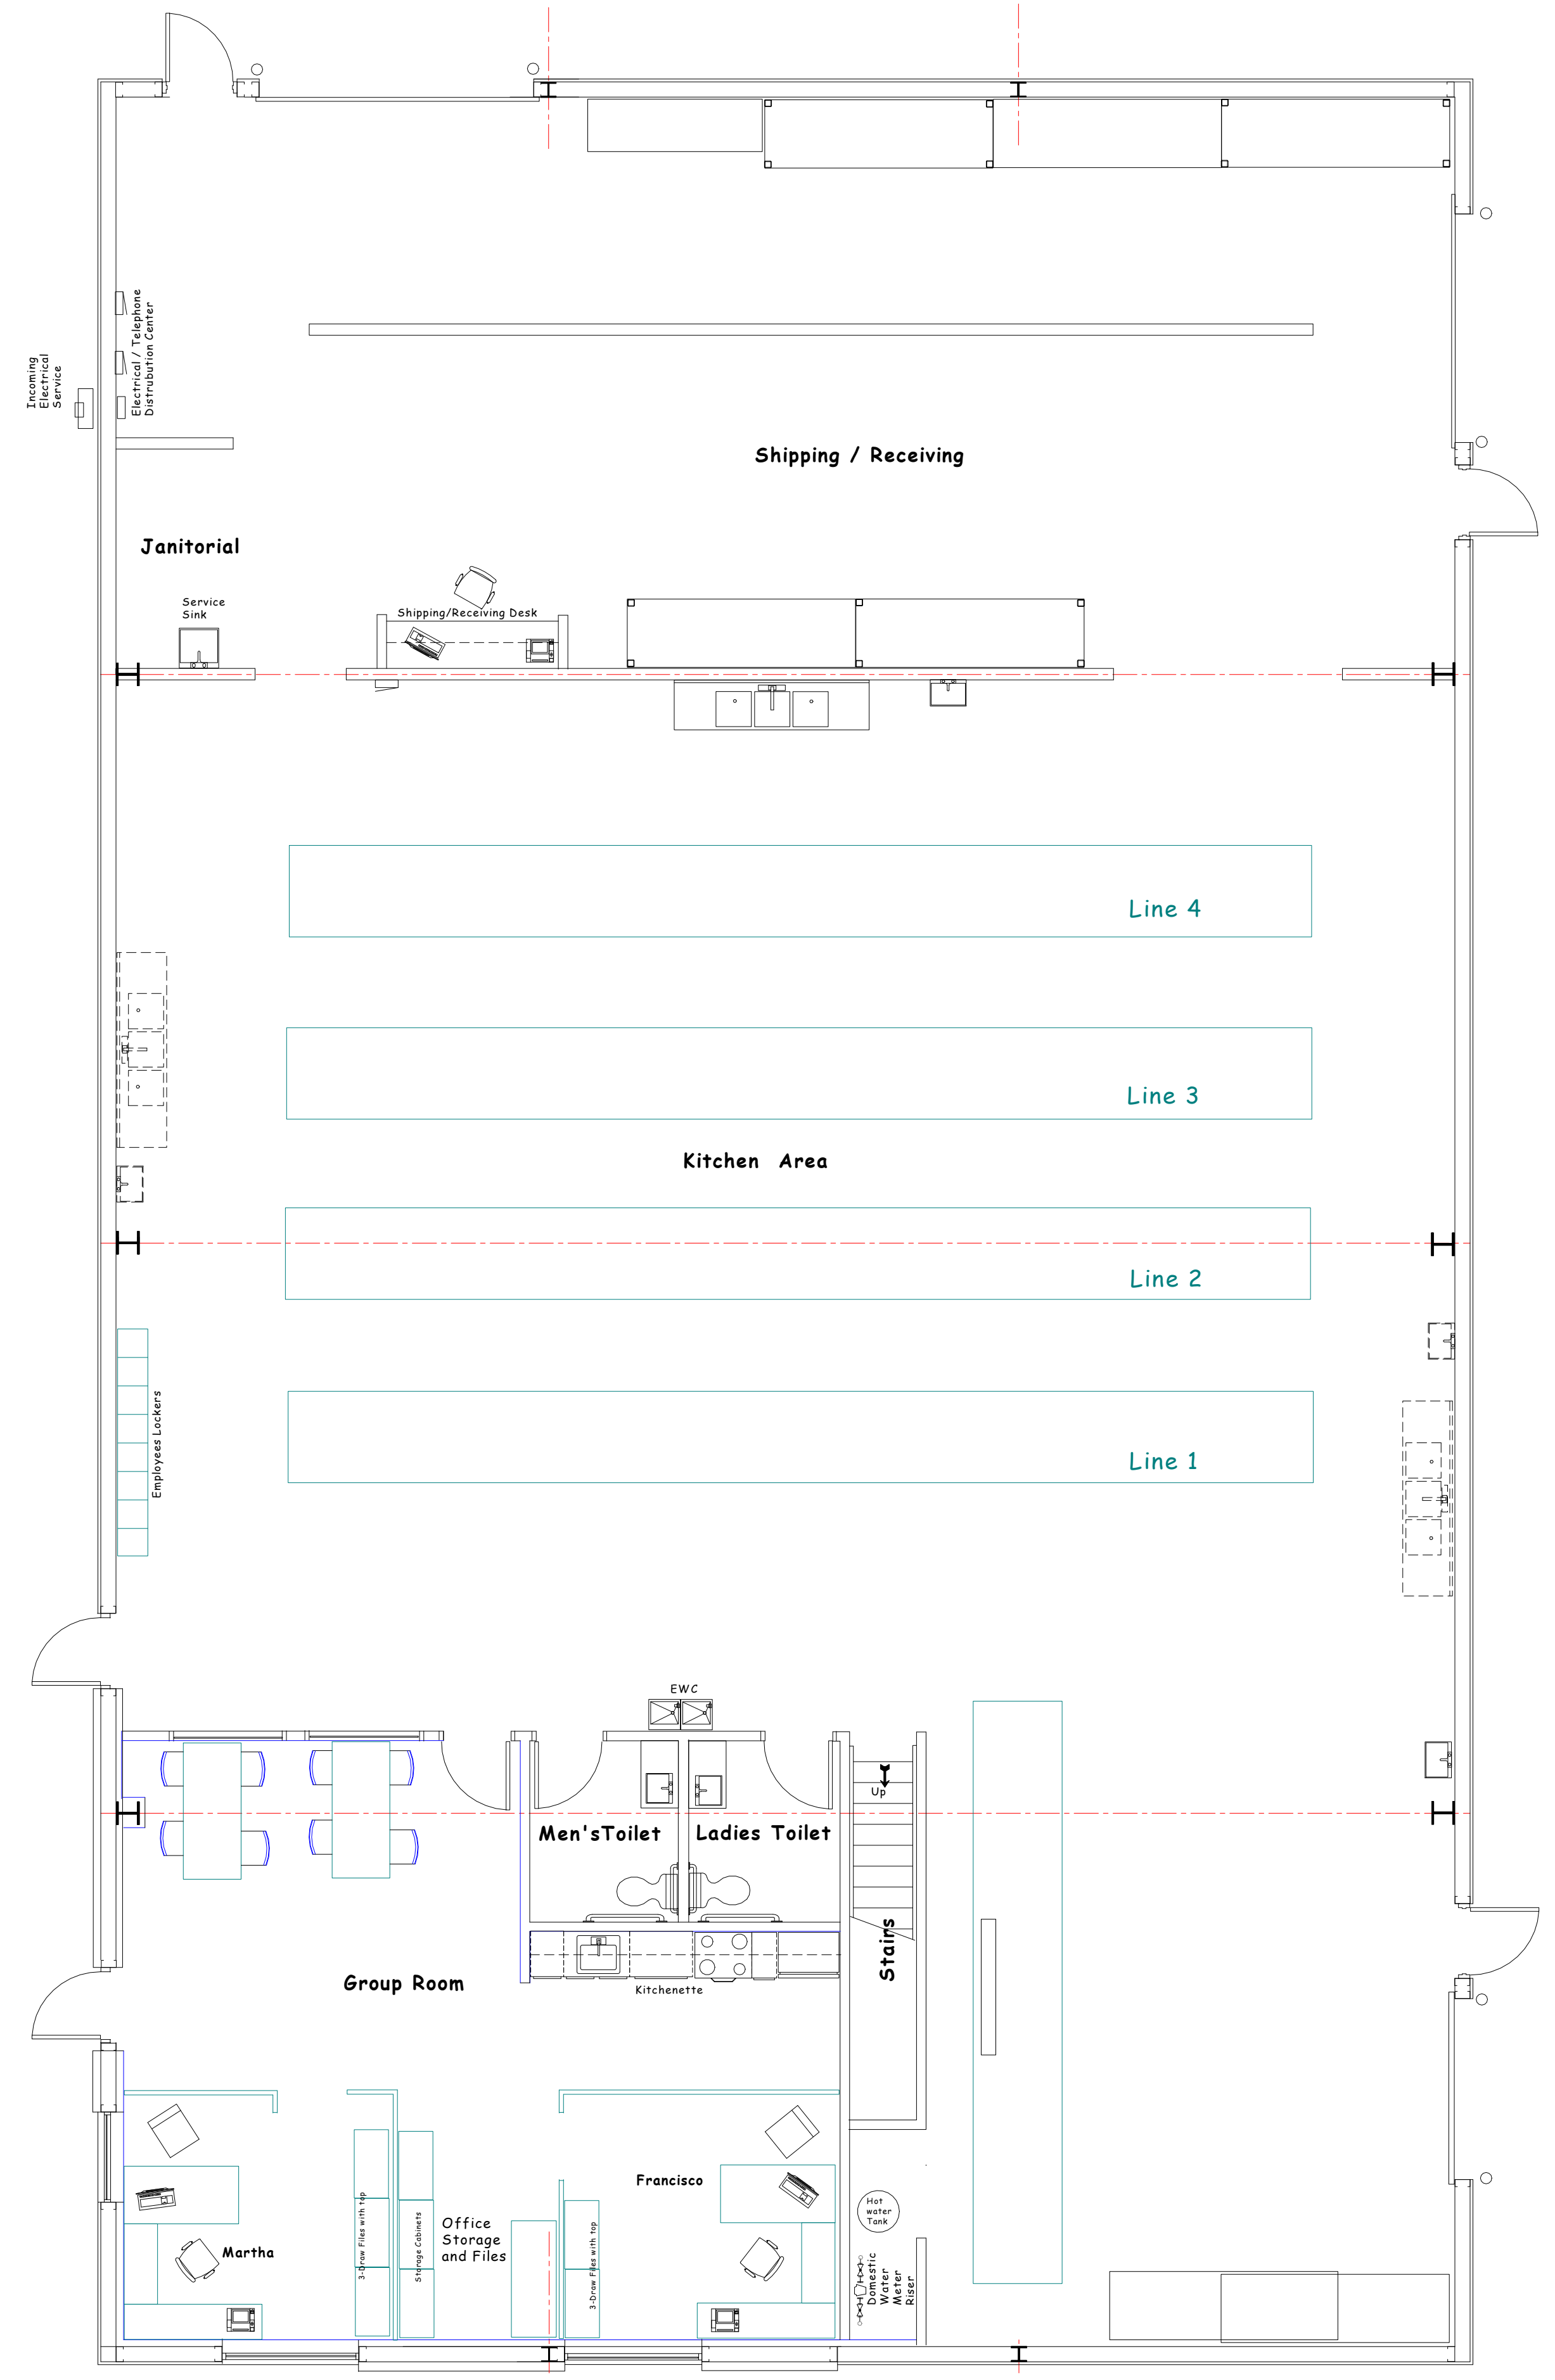 Incoming
Electrical
Service
Electrical / Telephone
Distrubution Center
Shipping / Receiving
Janitorial
Service
Sink
Shipping/Receiving Desk
Line 4
Line 3
Kitchen Area
Line 2
Employees Lockers
Line 1
EWC
Up
Men'sToilet
Ladies Toilet
Stairs
Group Room
Kitchenette
Francisco
Hot
water
Tank
3-Draw Files with top
Storage Cabinets
Office
Storage
and Files
3-Draw Files with top
Martha
Domestic
Water
Meter
Riser